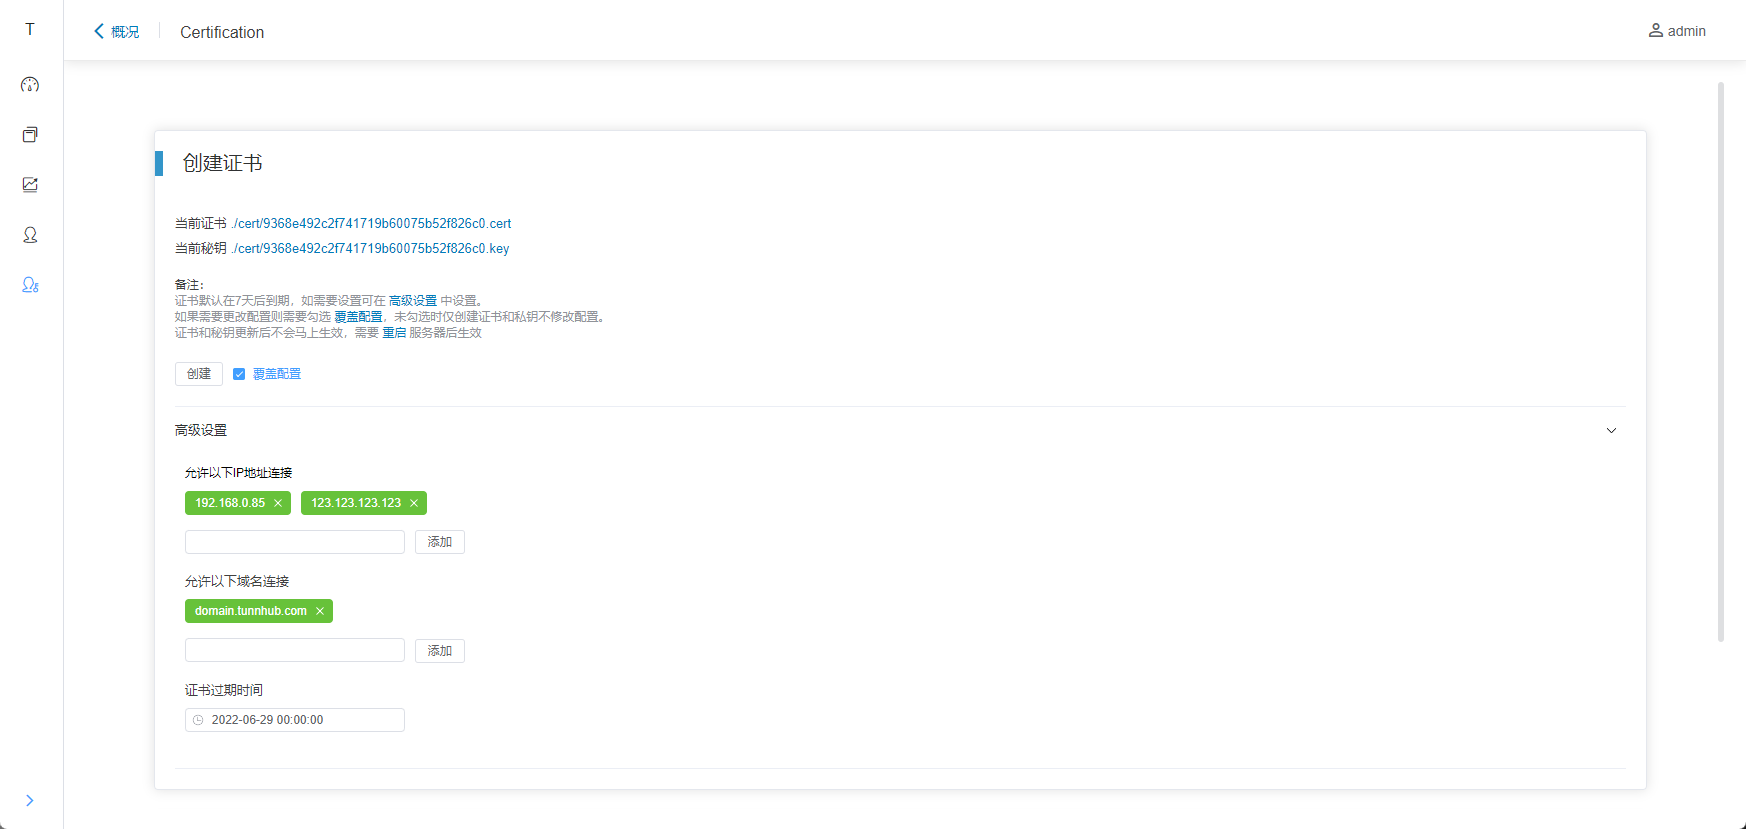 T
概况
Certification
admin
创建证书
当前证书 ./cert/9368e492c2f741719b60075b52f826c0.cert
当前秘钥 ./cert/9368e492c2f741719b60075b52f826c0.key
备注：
证书默认在7天后到期，如需要设置可在 高级设置 中设置。
如果需要更改配置则需要勾选 覆盖配置，未勾选时仅创建证书和私钥不修改配置。
证书和秘钥更新后不会马上生效，需要 重启 服务器后生效
创建 覆盖配置
高级设置
允许以下IP地址连接
192.168.0.85 123.123.123.123
添加
允许以下域名连接
domain.tunnhub.com
添加
证书过期时间
2022-06-29 00:00:00